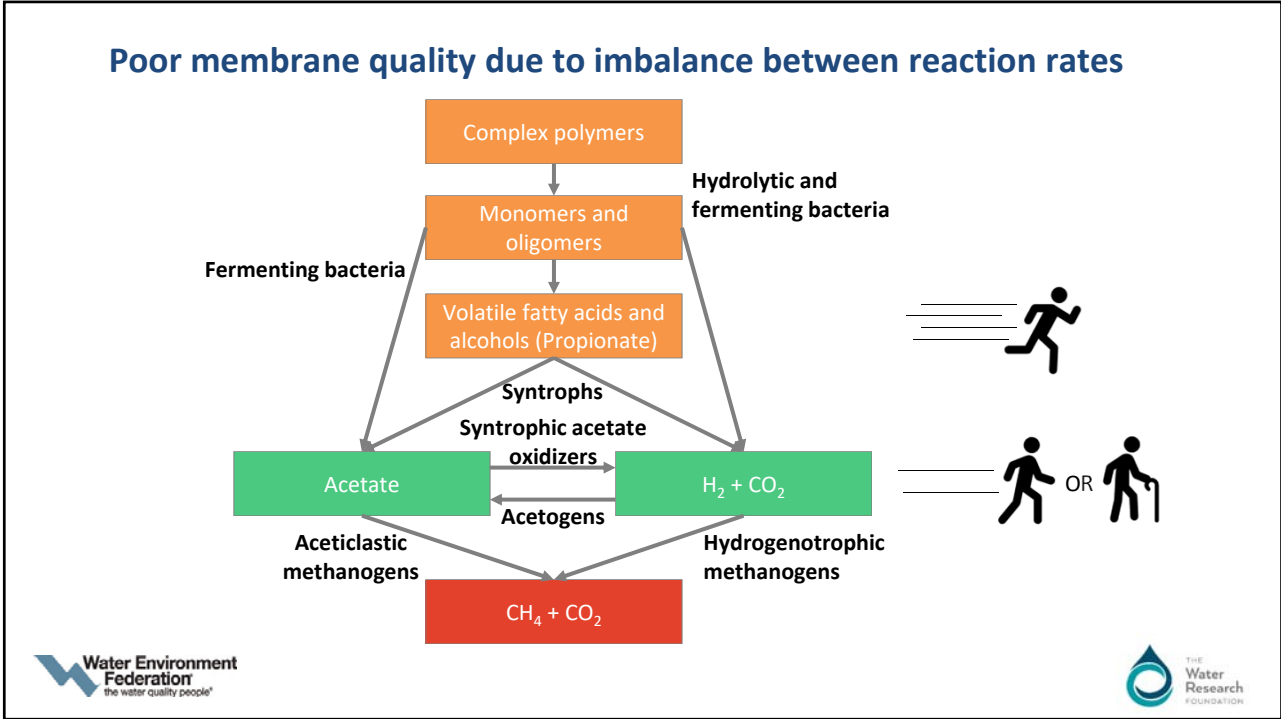 Poor membrane quality due to imbalance between reaction rates
Complex polymers
Hydrolytic and
fermenting bacteria
Monomers and
oligomers
Fermenting bacteria
Volatile fatty acids and
alcohols (Propionate)
Syntrophs
Syntrophic acetate
oxidizers
Acetate
H₂ + CO₂
OR
Acetogens
Aceticlastic
methanogens
Hydrogenotrophic
methanogens
CH₄ + CO₂
Water Environment
Federation®
the water quality people®
THE
Water
Research
FOUNDATION